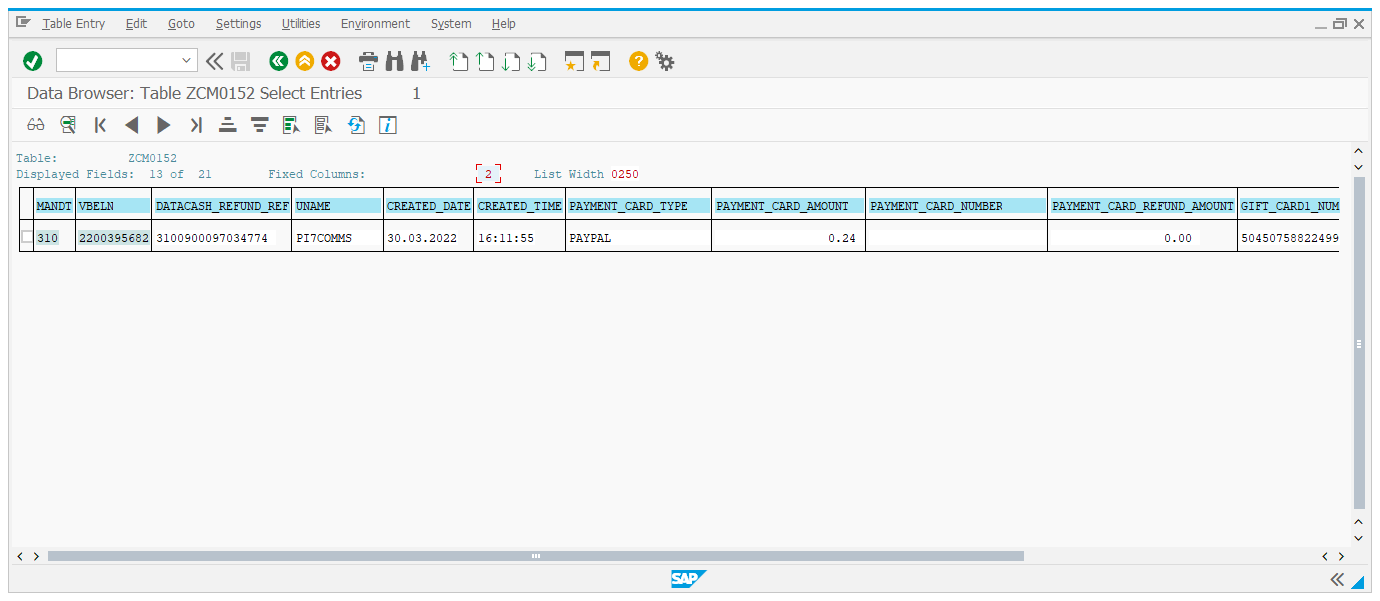 Table Entry Edit Goto Settings Utilities Environment System Help
Data Browser: Table ZCM0152 Select Entries 1
Table: ZCM0152
Displayed Fields: 13 of 21 Fixed Columns: 2 List Width 0250
MANDT VBELN DATACASH_REFUND_REF UNAME CREATED_DATE CREATED_TIME PAYMENT_CARD_TYPE PAYMENT_CARD_AMOUNT PAYMENT_CARD_NUMBER PAYMENT_CARD_REFUND_AMOUNT GIFT_CARD1_NUM
310 2200395682 3100900097034774 PI7COMMS 30.03.2022 16:11:55 PAYPAL 0.24 0.00 50450758822499
SAP